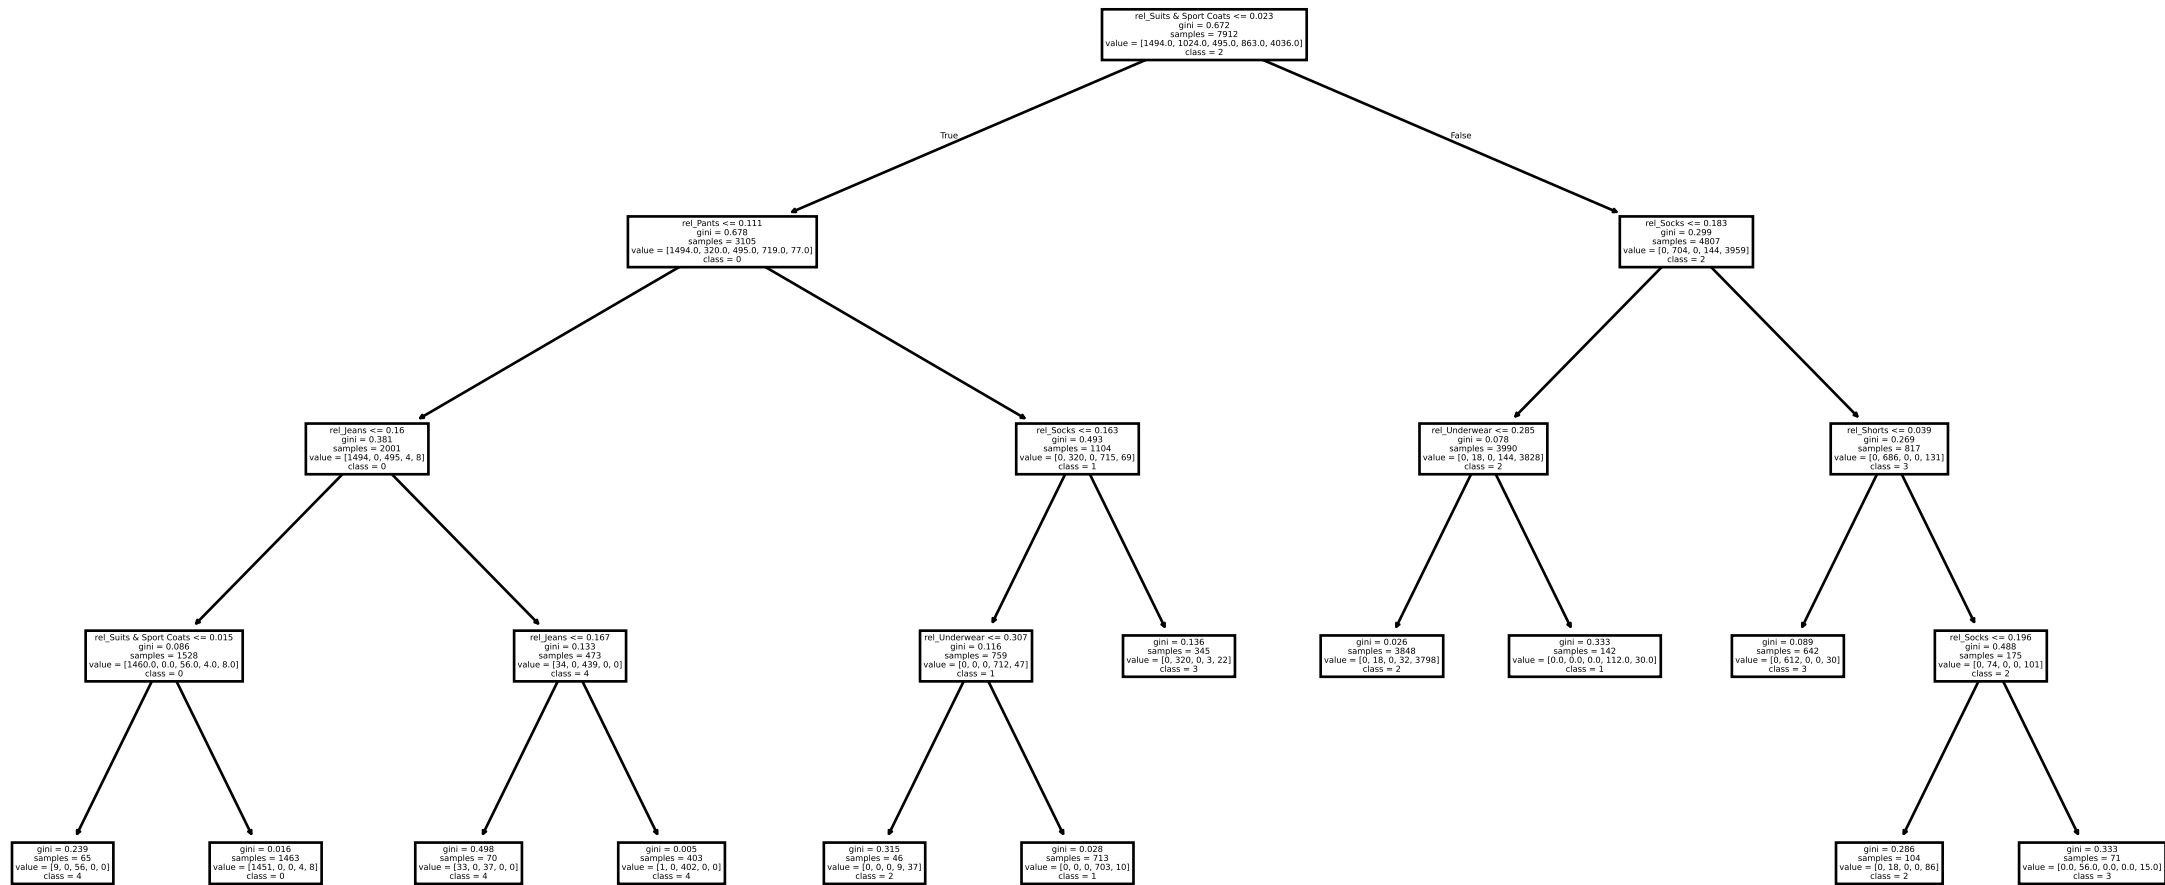 rel_Suits & Sport Coats <= 0.023
gini = 0.672
samples = 7912
value = [1494.0, 1024.0, 495.0, 863.0, 4036.0]
class = 2
True
False
rel_Pants <= 0.111
gini = 0.678
samples = 3105
value = [1494.0, 320.0, 495.0, 719.0, 77.0]
class = 0
rel_Socks <= 0.183
gini = 0.299
samples = 4807
value = [0, 704, 0, 144, 3959]
class = 2
rel_Jeans <= 0.16
gini = 0.381
samples = 2001
value = [1494, 0, 495, 4, 8]
class = 0
rel_Socks <= 0.163
gini = 0.493
samples = 1104
value = [0, 320, 0, 715, 69]
class = 1
rel_Underwear <= 0.285
gini = 0.078
samples = 3990
value = [0, 18, 0, 144, 3828]
class = 2
rel_Shorts <= 0.039
gini = 0.269
samples = 817
value = [0, 686, 0, 0, 131]
class = 3
rel_Suits & Sport Coats <= 0.015
gini = 0.086
samples = 1528
value = [1460.0, 0.0, 56.0, 4.0, 8.0]
class = 0
rel_Jeans <= 0.167
gini = 0.133
samples = 473
value = [34, 0, 439, 0, 0]
class = 4
rel_Underwear <= 0.307
gini = 0.116
samples = 759
value = [0, 0, 0, 712, 47]
class = 1
gini = 0.136
samples = 345
value = [0, 320, 0, 3, 22]
class = 3
gini = 0.026
samples = 3848
value = [0, 18, 0, 32, 3798]
class = 2
gini = 0.333
samples = 142
value = [0.0, 0.0, 0.0, 112.0, 30.0]
class = 1
gini = 0.089
samples = 642
value = [0, 612, 0, 0, 30]
class = 3
rel_Socks <= 0.196
gini = 0.488
samples = 175
value = [0, 74, 0, 0, 101]
class = 2
gini = 0.239
samples = 65
value = [9, 0, 56, 0, 0]
class = 4
gini = 0.016
samples = 1463
value = [1451, 0, 0, 4, 8]
class = 0
gini = 0.498
samples = 70
value = [33, 0, 37, 0, 0]
class = 4
gini = 0.005
samples = 403
value = [1, 0, 402, 0, 0]
class = 4
gini = 0.315
samples = 46
value = [0, 0, 0, 9, 37]
class = 2
gini = 0.028
samples = 713
value = [0, 0, 0, 703, 10]
class = 1
gini = 0.286
samples = 104
value = [0, 18, 0, 0, 86]
class = 2
gini = 0.333
samples = 71
value = [0.0, 56.0, 0.0, 0.0, 15.0]
class = 3